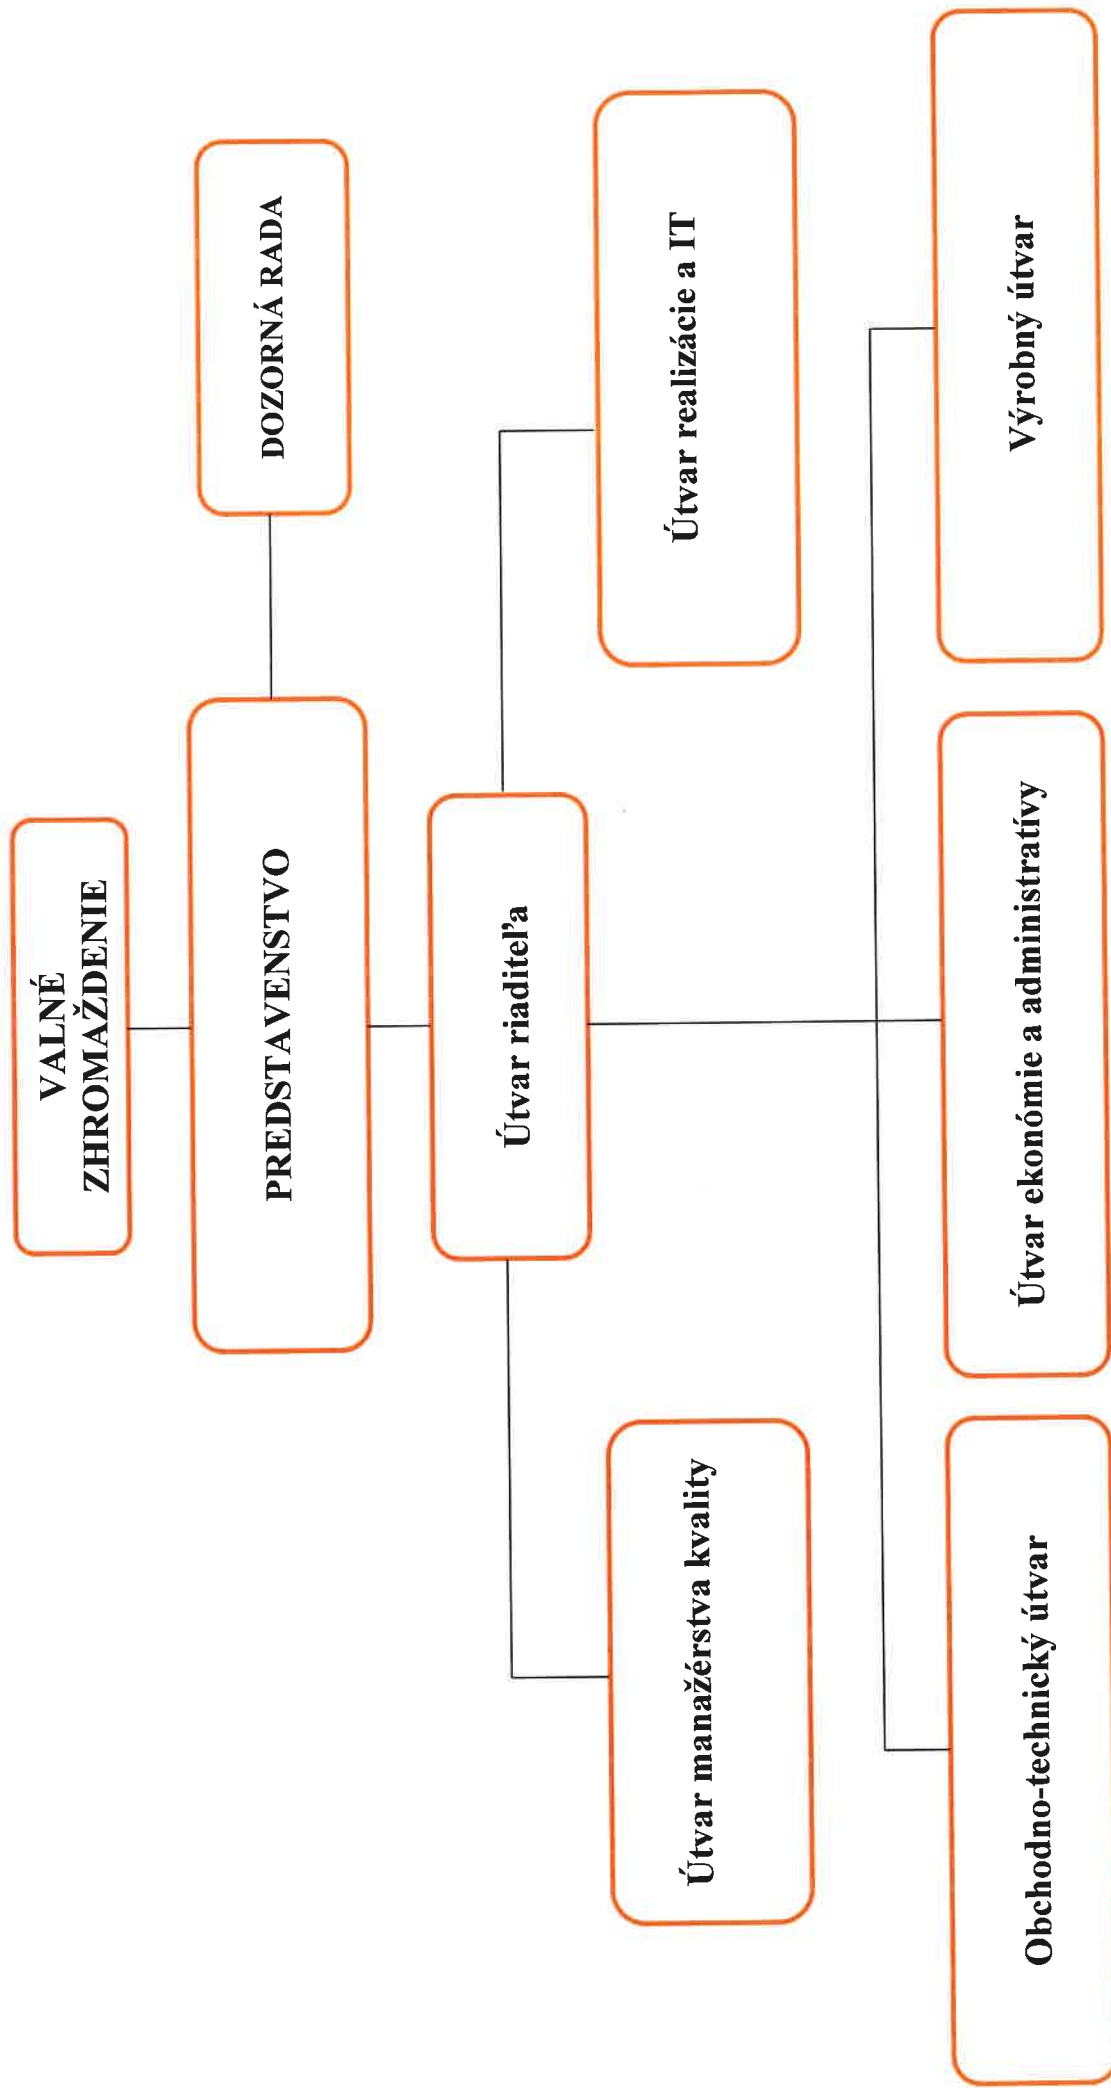 VALNÉ
ZHROMAŽDENIE
PREDSTAVENSTVO
DOZORNÁ RADA
Útvar riaditeľa
Útvar manažérstva kvality
Útvar realizácie a IT
Obchodno-technický útvar
Útvar ekonómie a administratívy
Výrobný útvar